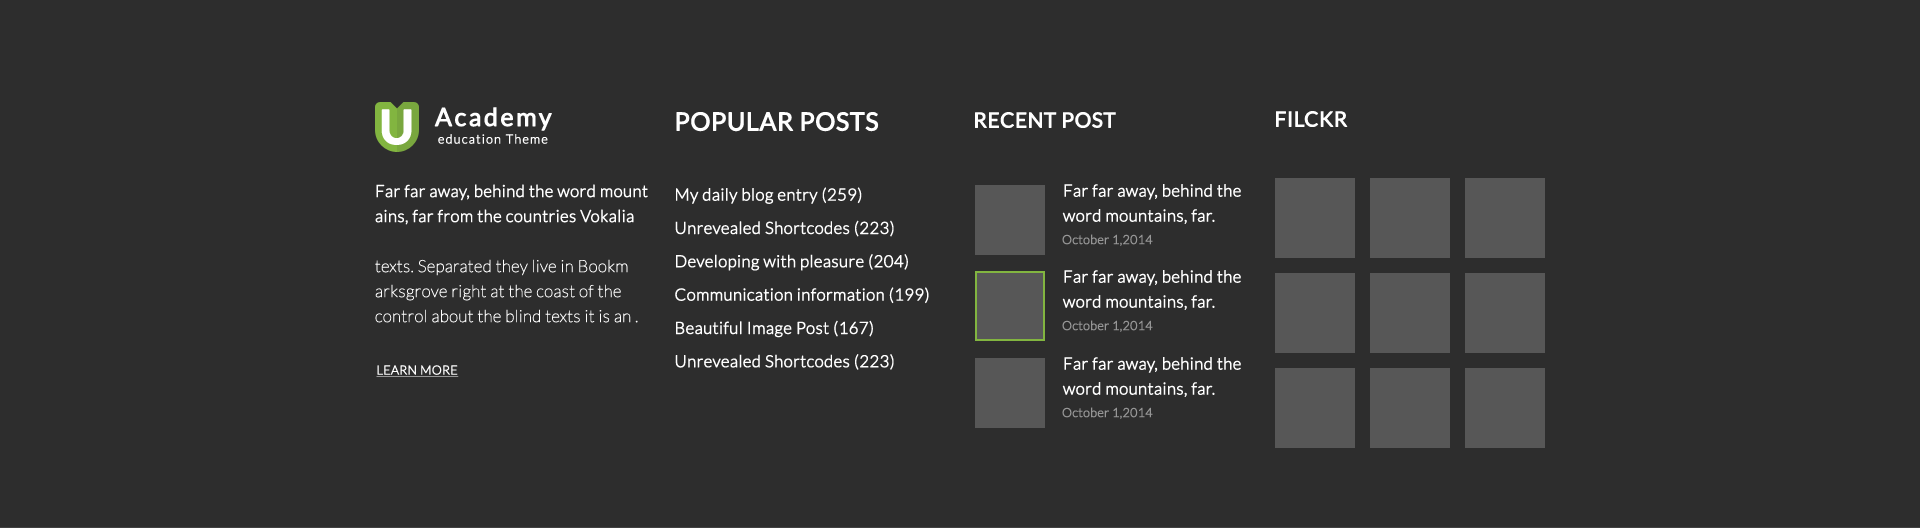 Academy
education Theme
Far far away, behind the word mount
ains, far from the countries Vokalia
texts. Separated they live in Bookm
arksgrove right at the coast of the
control about the blind texts it is an .
LEARN MORE
POPULAR POSTS
My daily blog entry (259)
Unrevealed Shortcodes (223)
Developing with pleasure (204)
Communication information (199)
Beautiful Image Post (167)
Unrevealed Shortcodes (223)
RECENT POST
Far far away, behind the
word mountains, far.
October 1,2014
Far far away, behind the
word mountains, far.
October 1,2014
Far far away, behind the
word mountains, far.
October 1,2014
FILCKR